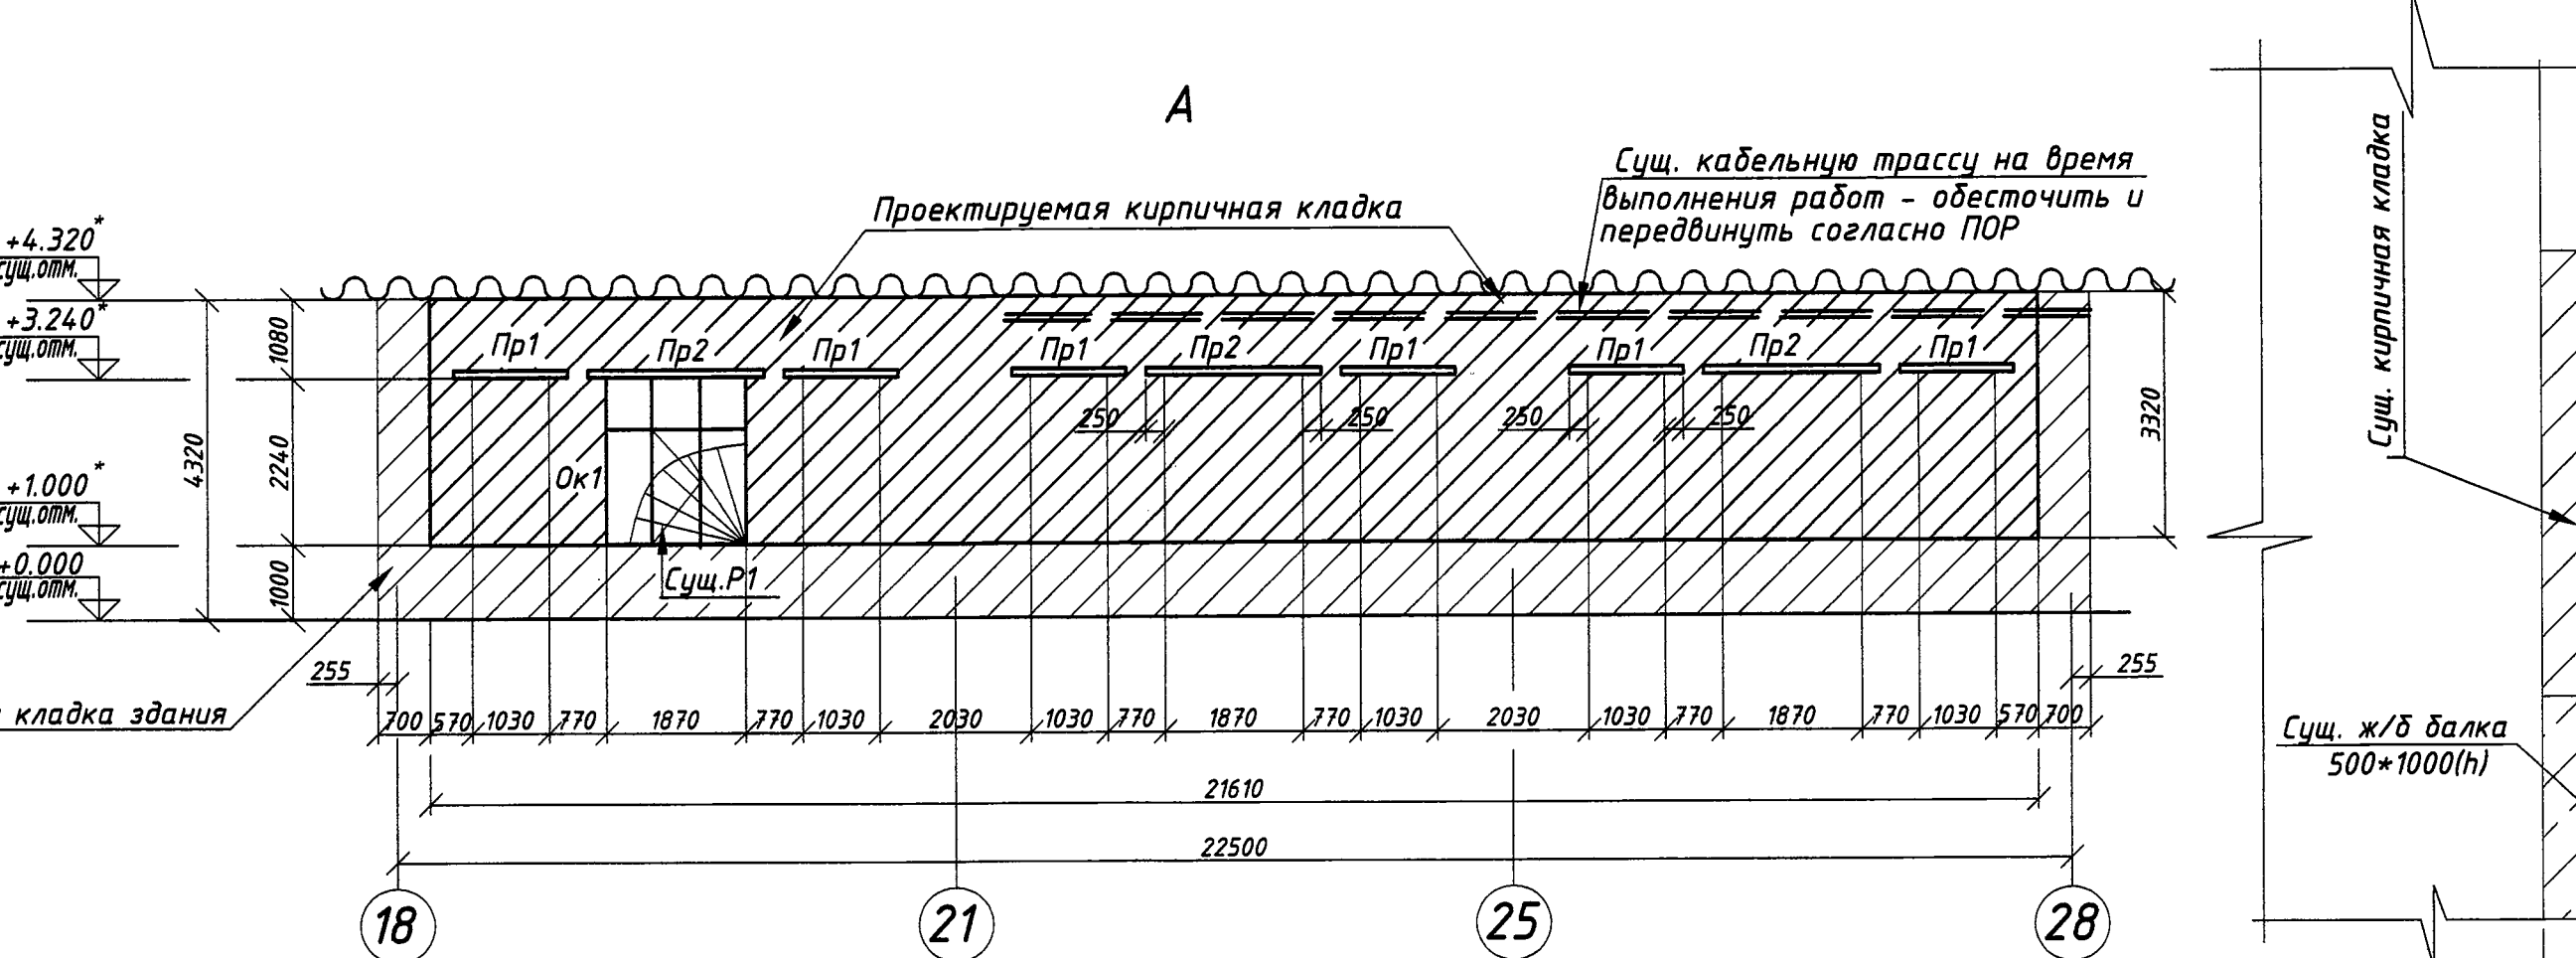 А
Сущ. кабельную трассу на время
выполнения работ - обесточить и
передвинуть согласно ПОР
Проектируемая кирпичная кладка
Сущ. кирпичная кладка
+4.320*
сущ.отм.
+3.240*
сущ.отм.
+1.000*
сущ.отм.
+0.000
сущ.отм.
4320
1080
2240
1000
3320
Пр1 Пр2 Пр1 Пр1 Пр2 Пр1 Пр1 Пр2 Пр1
250 250 250 250
Ок1
Сущ.Р1
255 255
кладка здания
700 570 1030 770 1870 770 1030 2030 1030 770 1870 770 1030 2030 1030 770 1870 770 1030 570 700
Сущ. ж/б балка
500*1000(h)
21610
22500
18 21 25 28